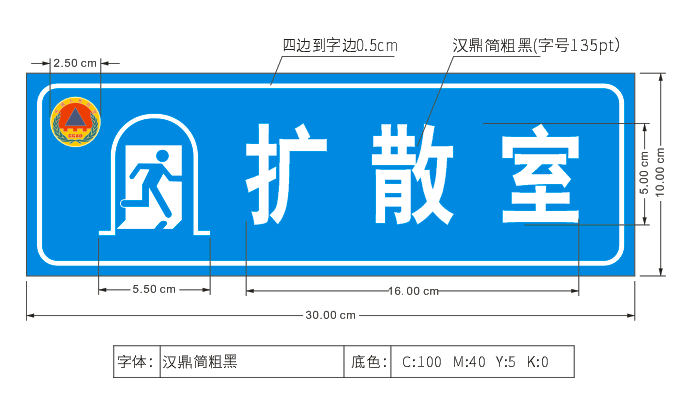 四边到字边0.5cm
汉鼎简粗黑(字号135pt)
2.50 cm
扩散室
5.00 cm
10.00 cm
5.50 cm
16.00 cm
30.00 cm
字体： 汉鼎简粗黑 底色： C:100 M:40 Y:5 K:0